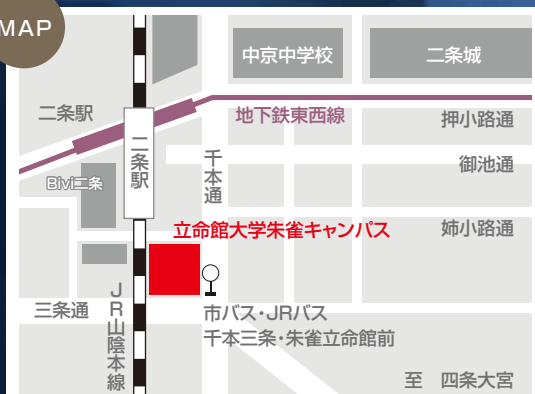 MAP
中京中学校
二条城
二条駅
地下鉄東西線
押小路通
二条駅
千本通
御池通
Bivi二条
立命館大学朱雀キャンパス
姉小路通
三条通
JR山陰本線
市バス・JRバス
千本三条・朱雀立命館前
至 四条大宮